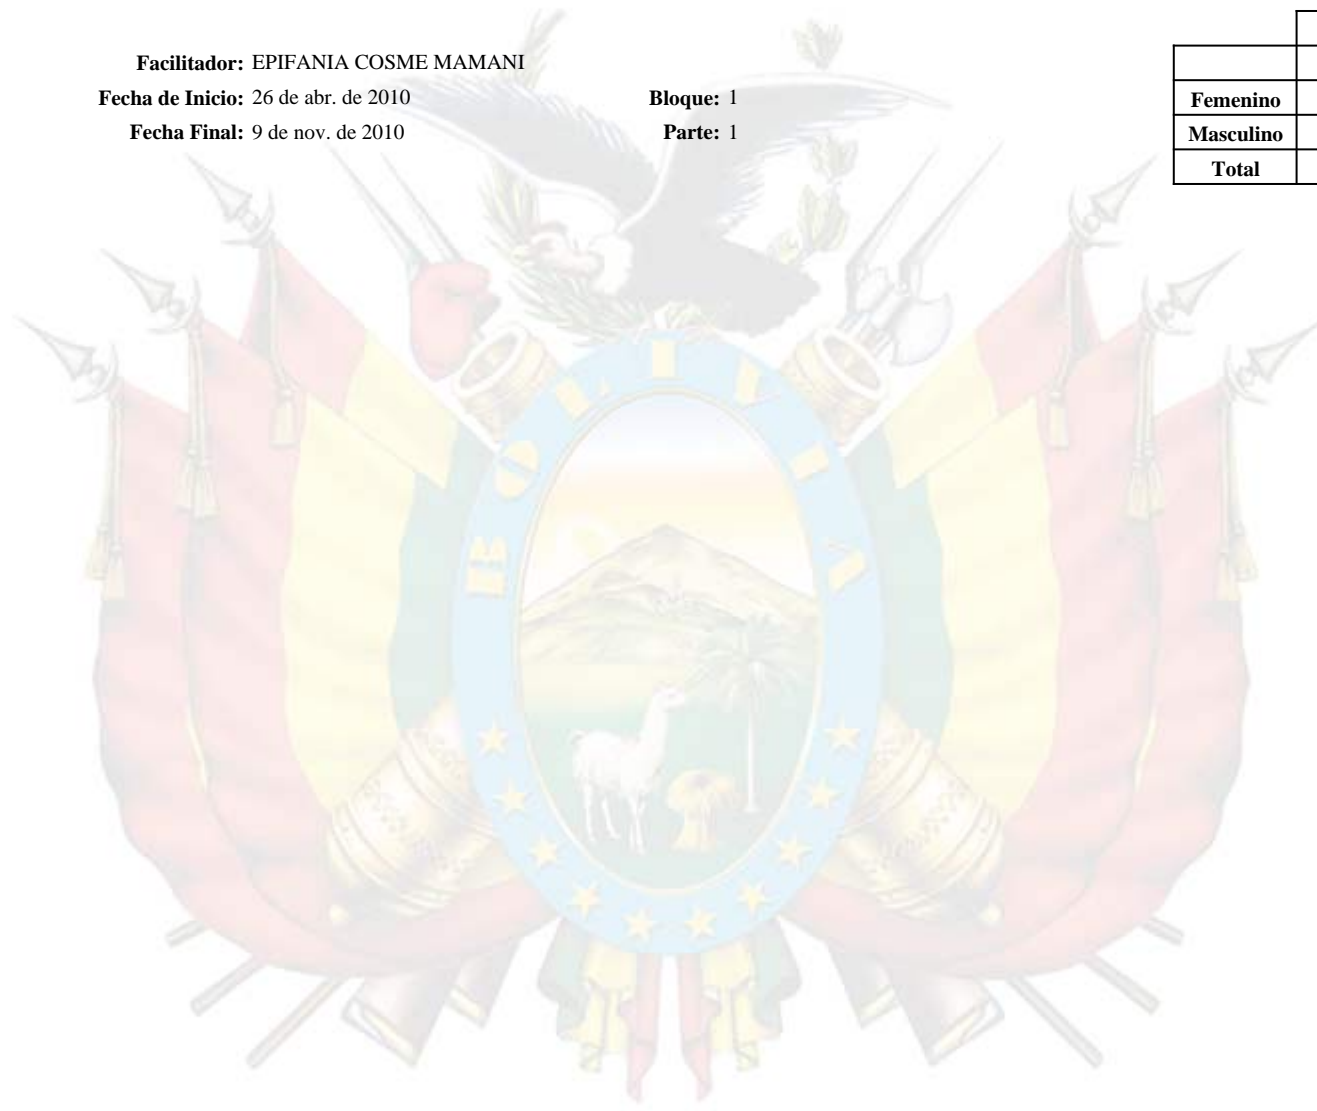 Facilitador: EPIFANIA COSME MAMANI
Fecha de Inicio: 26 de abr. de 2010 Bloque: 1
Fecha Final: 9 de nov. de 2010 Parte: 1
Femenino
Masculino
Total
BOLIVIA